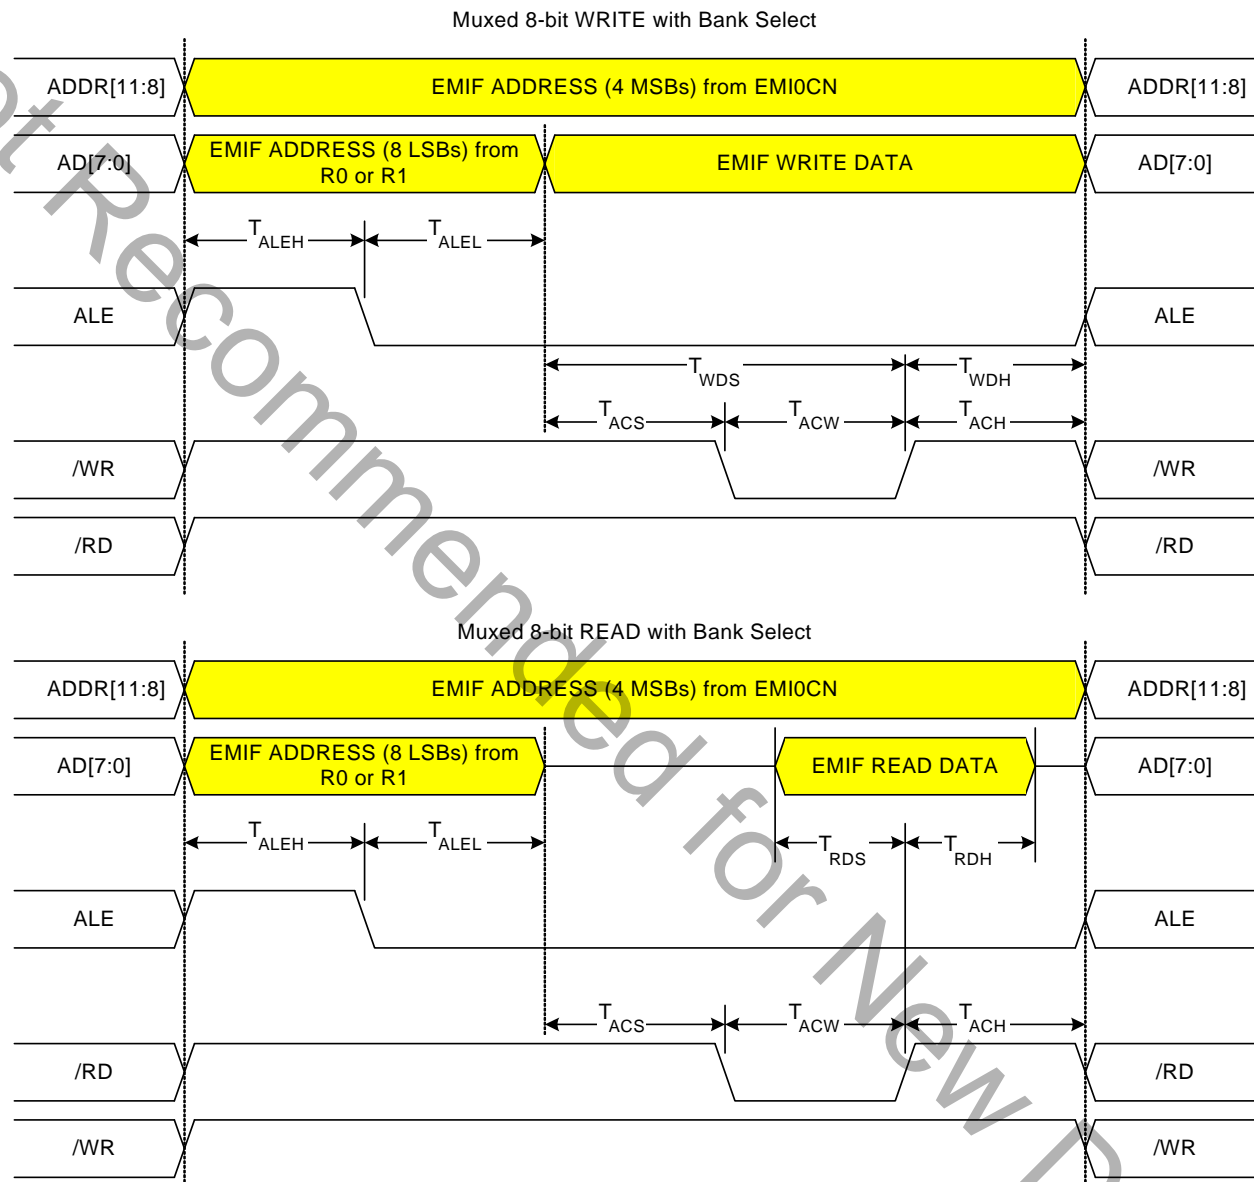 Muxed 8-bit WRITE with Bank Select
ADDR[11:8] EMIF ADDRESS (4 MSBs) from EMI0CN ADDR[11:8]
AD[7:0] EMIF ADDRESS (8 LSBs) from
R0 or R1 EMIF WRITE DATA AD[7:0]
TALEH TALEL
ALE ALE
TWDS TWDH
TACS TACW TACH
/WR /WR
/RD /RD
Muxed 8-bit READ with Bank Select
ADDR[11:8] EMIF ADDRESS (4 MSBs) from EMI0CN ADDR[11:8]
AD[7:0] EMIF ADDRESS (8 LSBs) from
R0 or R1 EMIF READ DATA AD[7:0]
TALEH TALEL TRDS TRDH
ALE ALE
TACS TACW TACH
/RD /RD
/WR /WR
Recommended for New